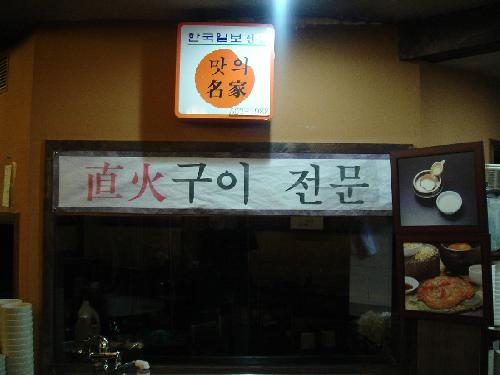 한국일보선정
맛의
名家
直火구이 전문